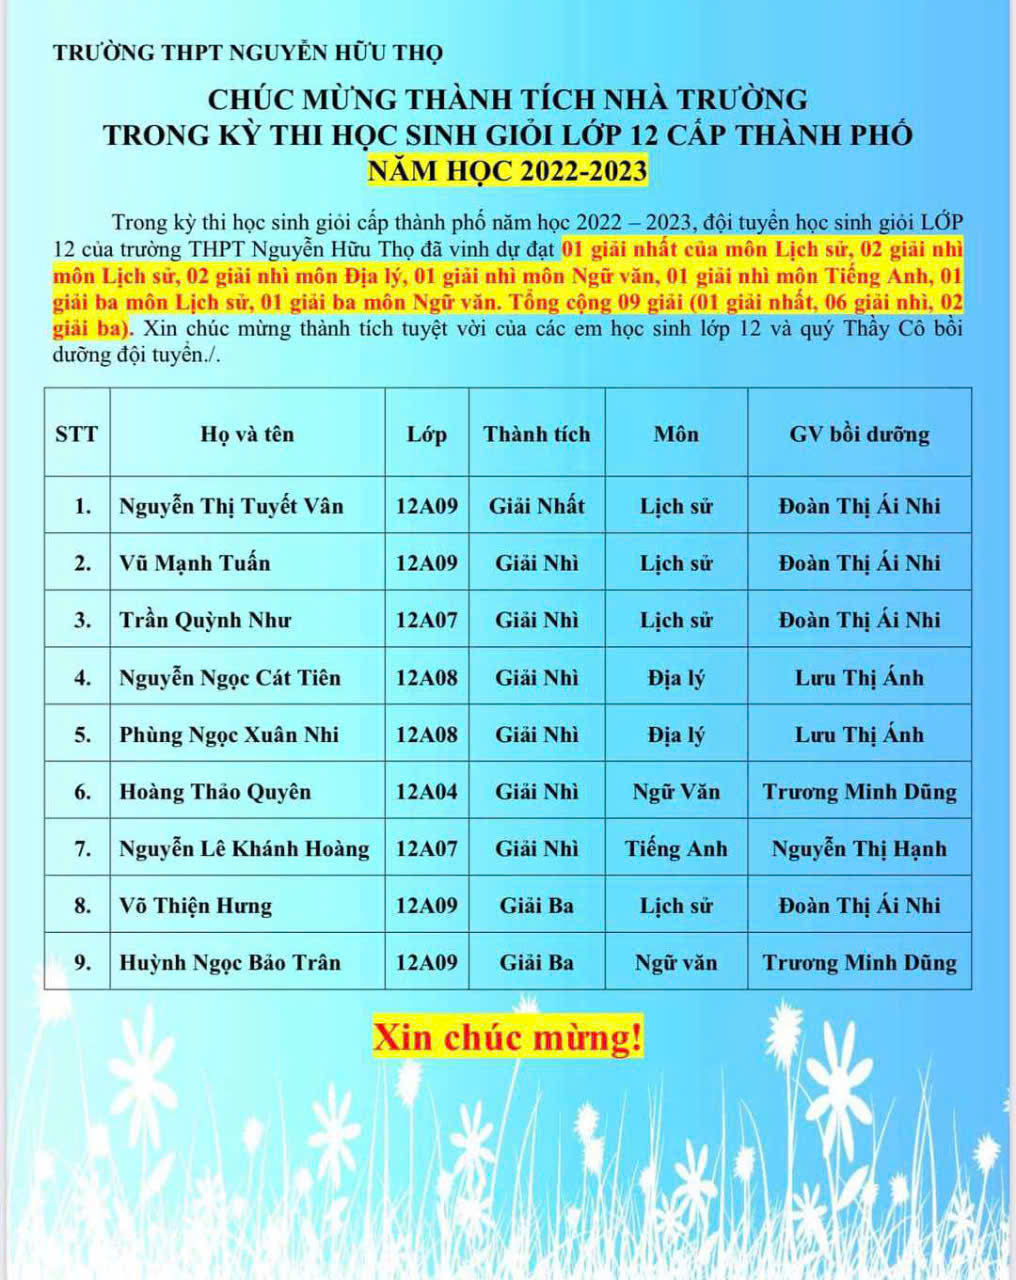 TRƯỜNG THPT NGUYỄN HỮU THỌ
CHÚC MỪNG THÀNH TÍCH NHÀ TRƯỜNG
TRONG KỲ THI HỌC SINH GIỎI LỚP 12 CẤP THÀNH PHỐ
NĂM HỌC 2022-2023
Trong kỳ thi học sinh giỏi cấp thành phố năm học 2022 – 2023, đội tuyển học sinh giỏi LỚP
12 của trường THPT Nguyễn Hữu Thọ đã vinh dự đạt 01 giải nhất của môn Lịch sử, 02 giải nhì
môn Lịch sử, 02 giải nhì môn Địa lý, 01 giải nhì môn Ngữ văn, 01 giải nhì môn Tiếng Anh, 01
giải ba môn Lịch sử, 01 giải ba môn Ngữ văn. Tổng cộng 09 giải (01 giải nhất, 06 giải nhì, 02
giải ba). Xin chúc mừng thành tích tuyệt vời của các em học sinh lớp 12 và quý Thầy Cô bồi
dưỡng đội tuyển./.
STT Họ và tên Lớp Thành tích Môn GV bồi dưỡng
1. Nguyễn Thị Tuyết Vân 12A09 Giải Nhất Lịch sử Đoàn Thị Ái Nhi
2. Vũ Mạnh Tuấn 12A09 Giải Nhì Lịch sử Đoàn Thị Ái Nhi
3. Trần Quỳnh Như 12A07 Giải Nhì Lịch sử Đoàn Thị Ái Nhi
4. Nguyễn Ngọc Cát Tiên 12A08 Giải Nhì Địa lý Lưu Thị Ánh
5. Phùng Ngọc Xuân Nhi 12A08 Giải Nhì Địa lý Lưu Thị Ánh
6. Hoàng Thảo Quyên 12A04 Giải Nhì Ngữ Văn Trương Minh Dũng
7. Nguyễn Lê Khánh Hoàng 12A07 Giải Nhì Tiếng Anh Nguyễn Thị Hạnh
8. Võ Thiện Hưng 12A09 Giải Ba Lịch sử Đoàn Thị Ái Nhi
9. Huỳnh Ngọc Bảo Trân 12A09 Giải Ba Ngữ văn Trương Minh Dũng
Xin chúc mừng!